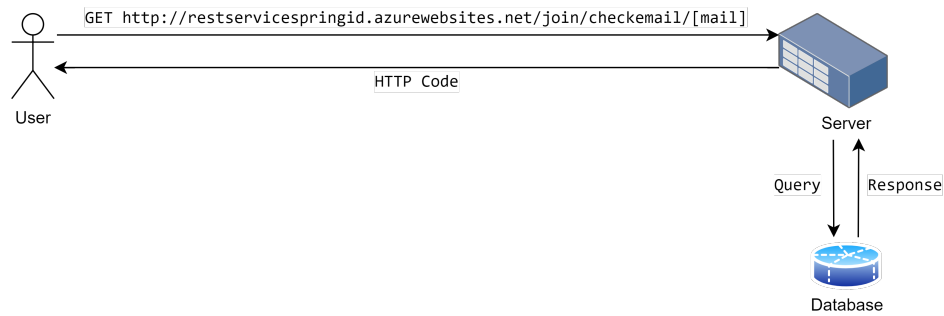 GET http://restservicespringid.azurewebsites.net/join/checkemail/[mail]
HTTP Code
User
Server
Query
Response
Database